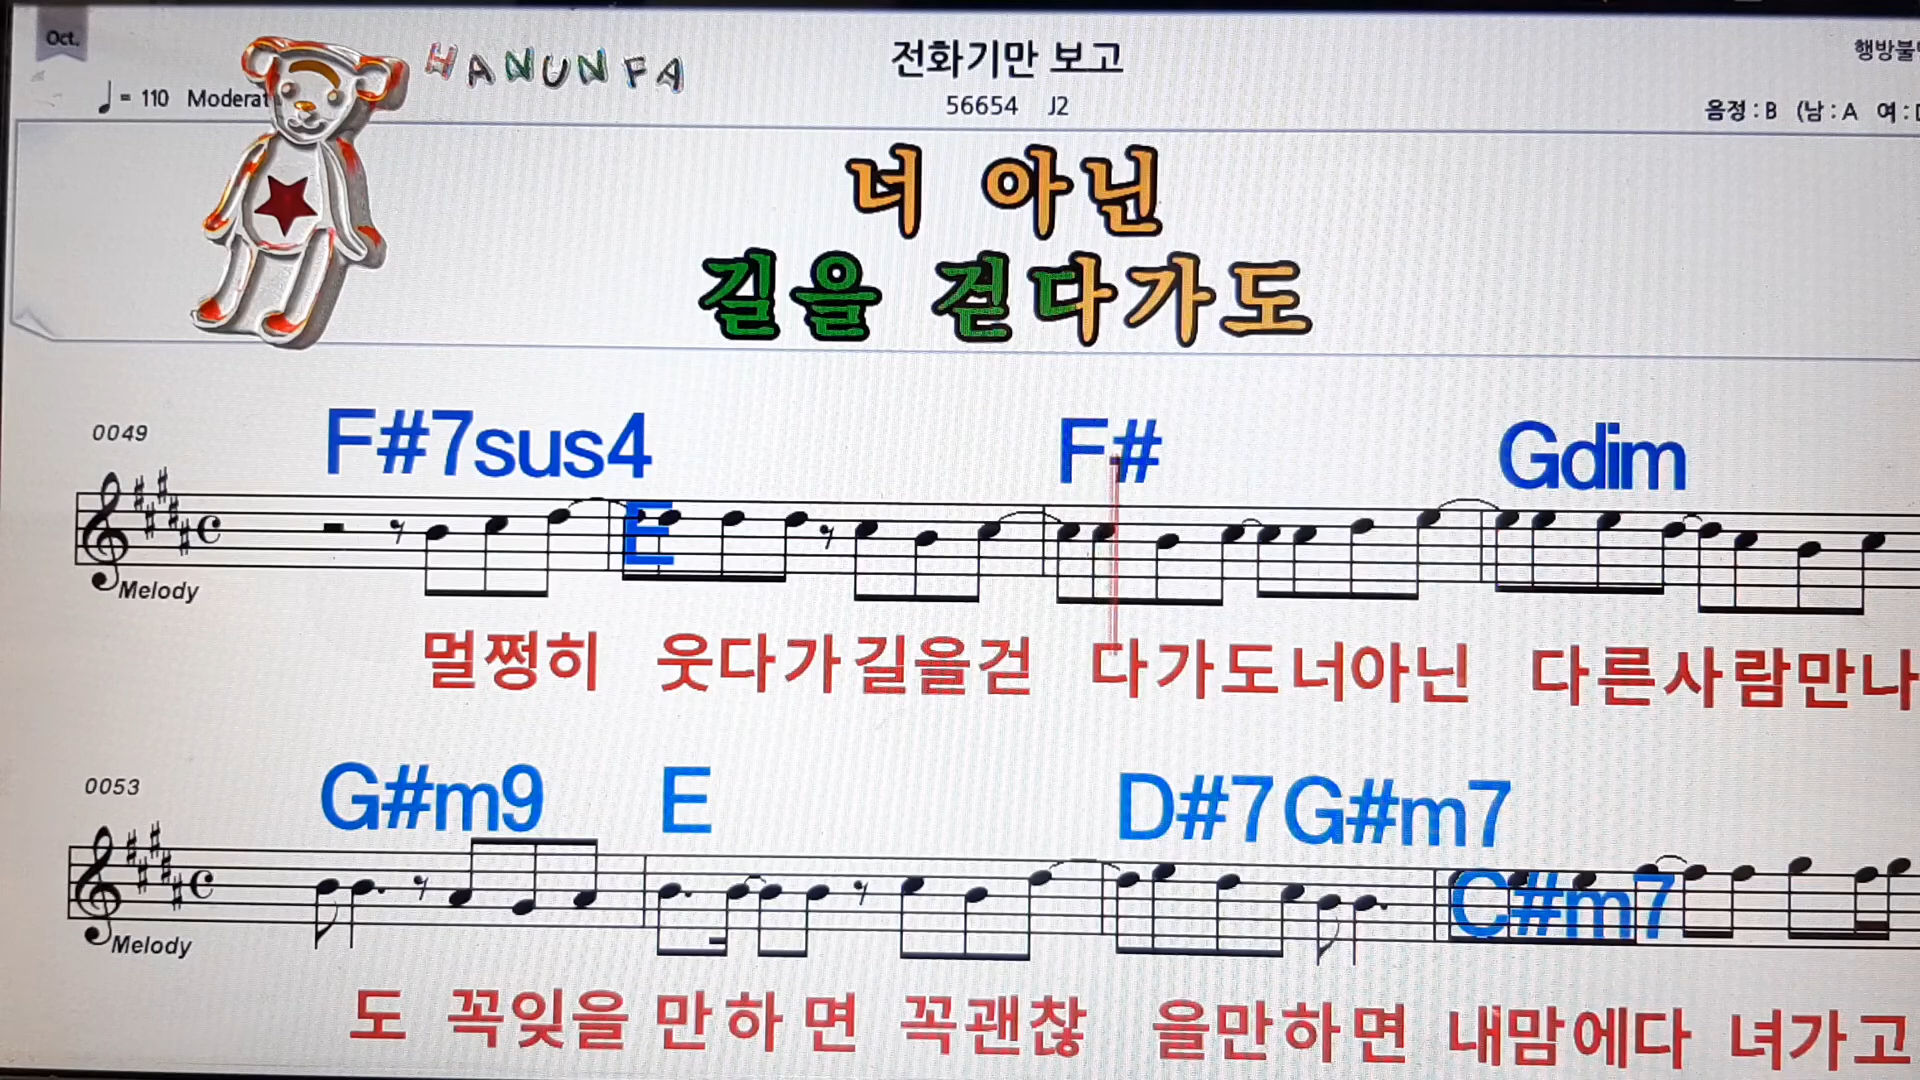 Oct.
HANUNFA
전화기만 보고
행방불
♩= 110 Moderat
56654 J2
음정 : B (남 : A 여 :
너 아닌
길을 걷다가도
0049
F#7sus4 E F# Gdim
Melody
멀쩡히 웃다가길을걷 다가도너아닌 다른사람만나
0053
G#m9 E D#7 G#m7 C#m7
Melody
도 꼭잊을 만하면 꼭괜찮 을만하면 내맘에다 녀가고